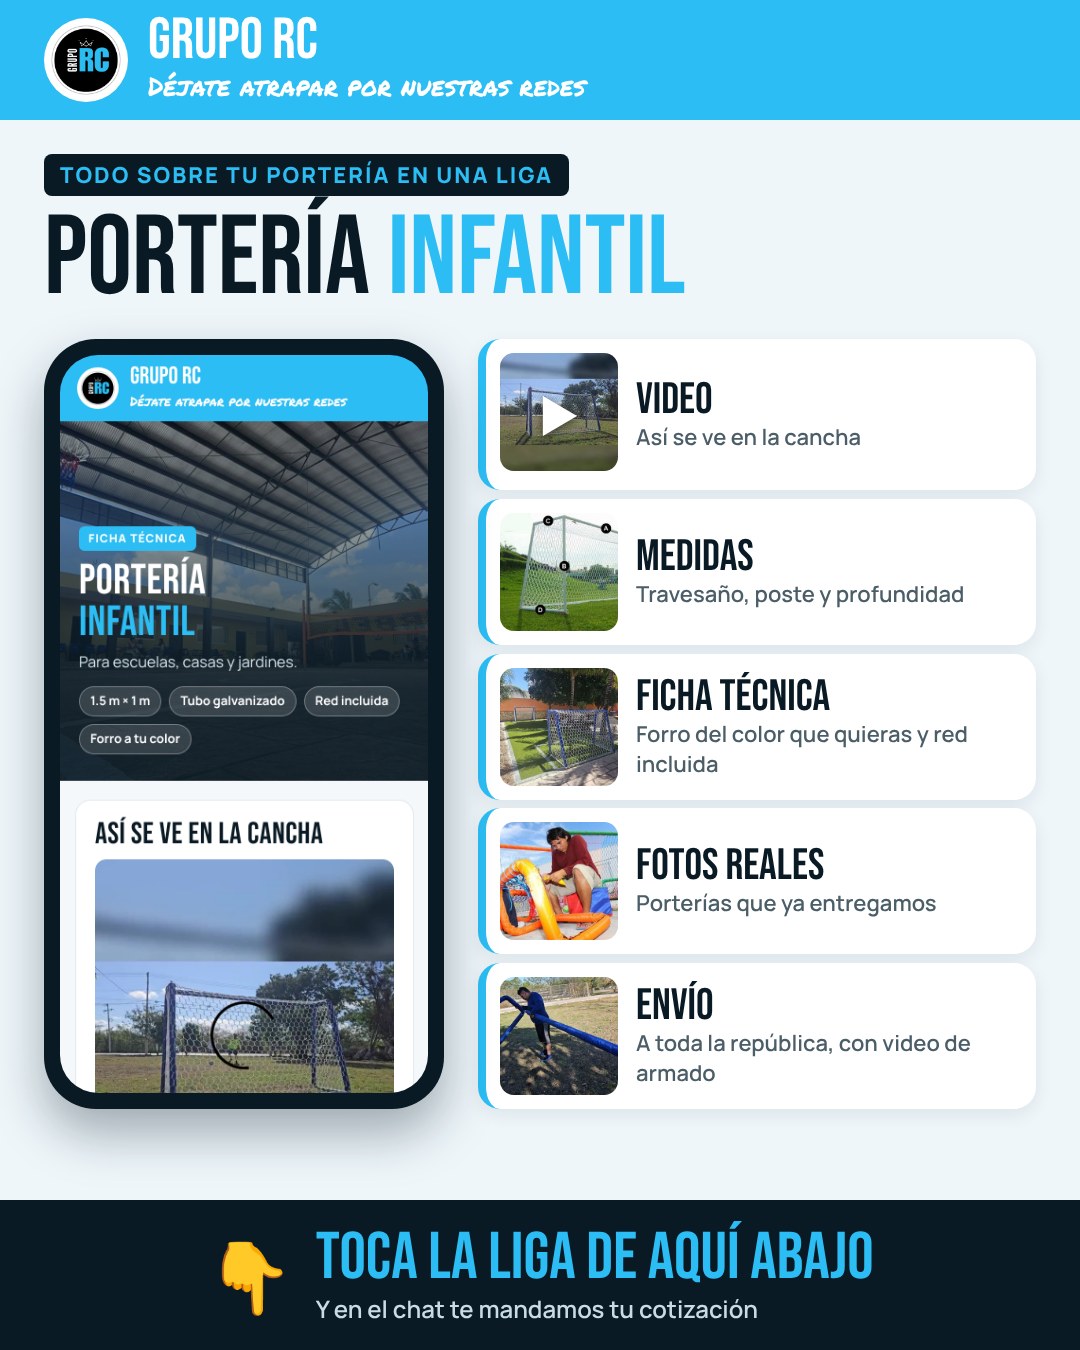 GRUPO RC
GRUPO RC
Déjate atrapar por nuestras redes
TODO SOBRE TU PORTERÍA EN UNA LIGA
PORTERÍA INFANTIL
GRUPO RC
GRUPO RC
Déjate atrapar por nuestras redes
FICHA TÉCNICA
PORTERÍA
INFANTIL
Para escuelas, casas y jardines.
1.5 m × 1 m
Tubo galvanizado
Red incluida
Forro a tu color
ASÍ SE VE EN LA CANCHA
VIDEO
Así se ve en la cancha
C
A
B
D
MEDIDAS
Travesaño, poste y profundidad
FICHA TÉCNICA
Forro del color que quieras y red
incluida
FOTOS REALES
Porterías que ya entregamos
ENVÍO
A toda la república, con video de
armado
TOCA LA LIGA DE AQUÍ ABAJO
Y en el chat te mandamos tu cotización